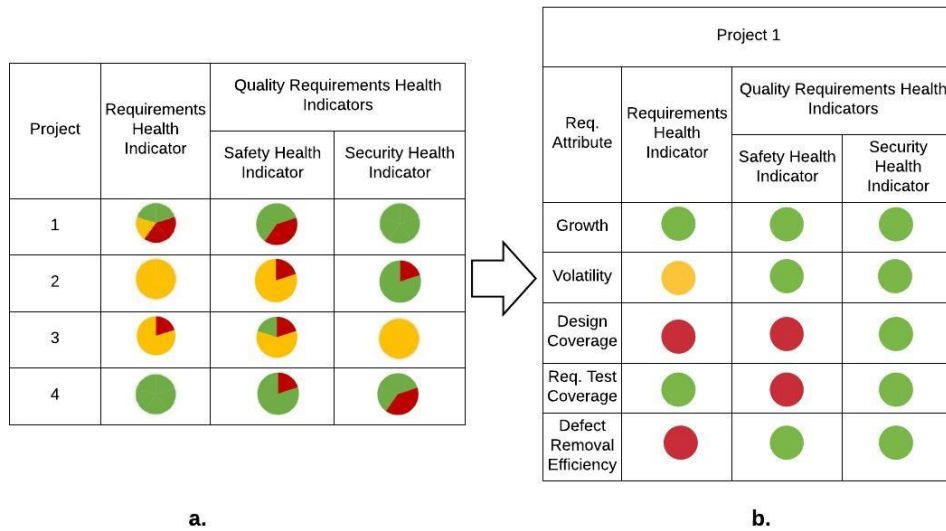 Project
Requirements
Health
Indicator
Quality Requirements Health
Indicators
Safety Health
Indicator
Security Health
Indicator
1
2
3
4
a.
Project 1
Req.
Attribute
Requirements
Health
Indicator
Quality Requirements Health
Indicators
Safety Health
Indicator
Security
Health
Indicator
Growth
Volatility
Design
Coverage
Req. Test
Coverage
Defect
Removal
Efficiency
b.